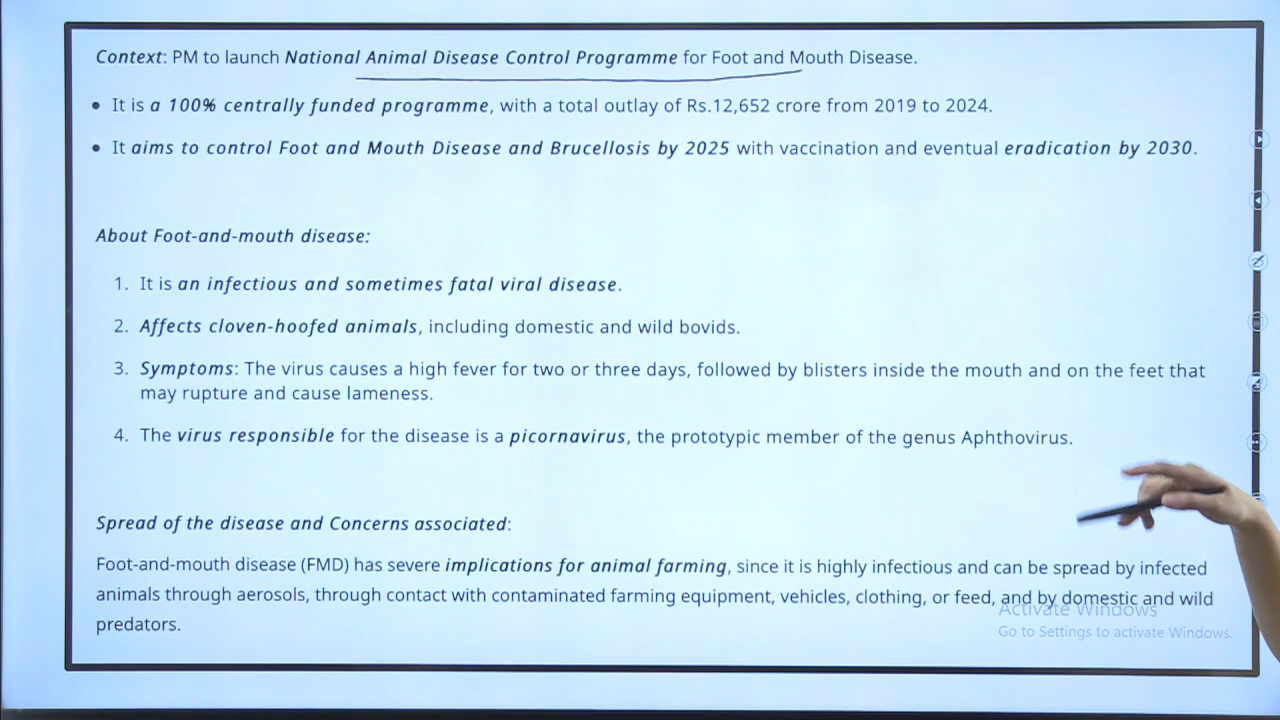 Context: PM to launch National Animal Disease Control Programme for Foot and Mouth Disease.
• It is a 100% centrally funded programme, with a total outlay of Rs.12,652 crore from 2019 to 2024.
• It aims to control Foot and Mouth Disease and Brucellosis by 2025 with vaccination and eventual eradication by 2030.
About Foot-and-mouth disease:
1. It is an infectious and sometimes fatal viral disease.
2. Affects cloven-hoofed animals, including domestic and wild bovids.
3. Symptoms: The virus causes a high fever for two or three days, followed by blisters inside the mouth and on the feet that
may rupture and cause lameness.
4. The virus responsible for the disease is a picornavirus, the prototypic member of the genus Aphthovirus.
Spread of the disease and Concerns associated:
Foot-and-mouth disease (FMD) has severe implications for animal farming, since it is highly infectious and can be spread by infected
animals through aerosols, through contact with contaminated farming equipment, vehicles, clothing, or feed, and by domestic and wild
predators.
Activate Windows
Go to Settings to activate Windows.